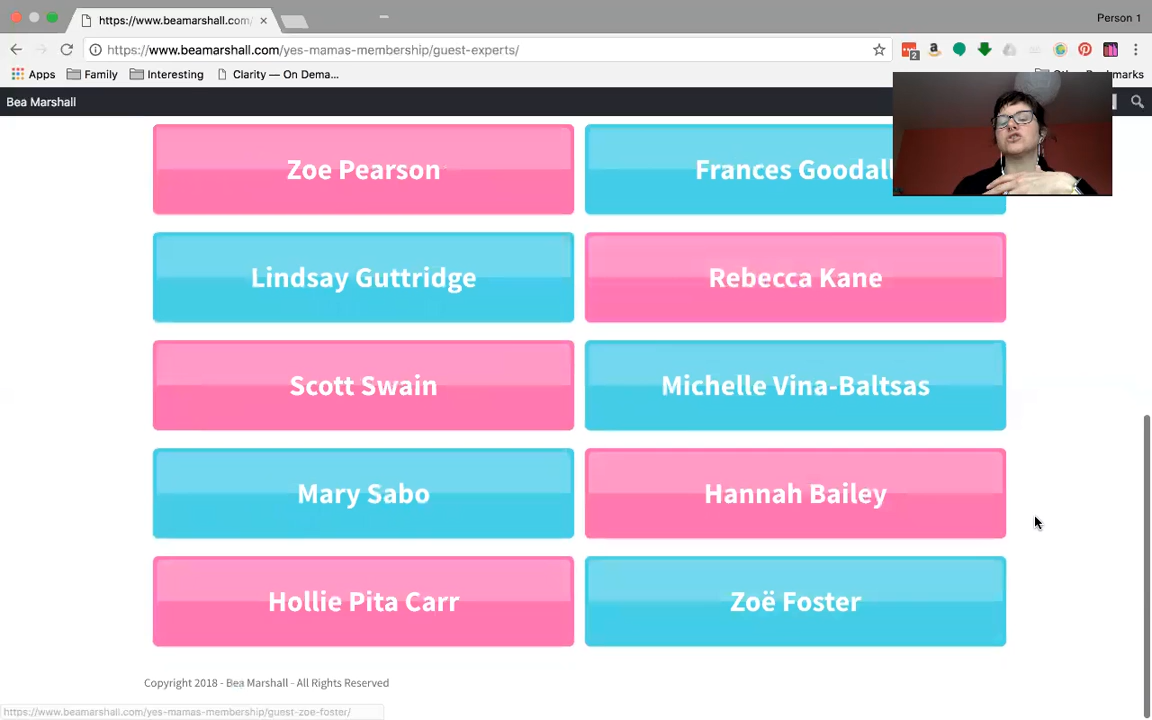 https://www.beamarshall.com/
Person 1
https://www.beamarshall.com/yes-mamas-membership/guest-experts/
2
Apps
Family
Interesting
Clarity — On Dema...
Bea Marshall
Zoe Pearson
Frances Goodall
Lindsay Guttridge
Rebecca Kane
Scott Swain
Michelle Vina-Baltsas
Mary Sabo
Hannah Bailey
Hollie Pita Carr
Zoë Foster
Copyright 2018 - Bea Marshall - All Rights Reserved
https://www.beamarshall.com/yes-mamas-membership/guest-zoe-foster/